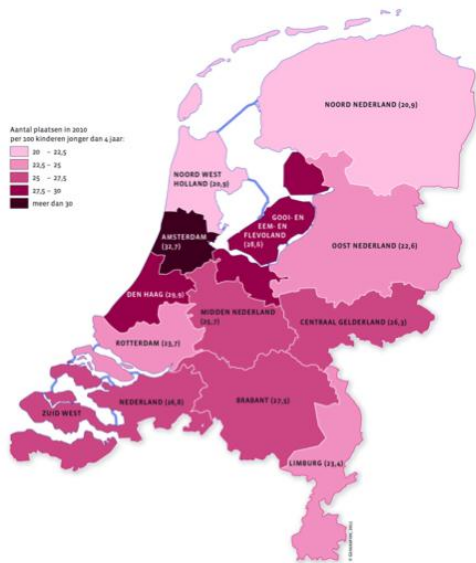 Aantal plaatsen in 2010
per 100 kinderen jonger dan 4 jaar:
20 – 22,5
22,5 – 25
25 – 27,5
27,5 – 30
meer dan 30
NOORD NEDERLAND (20,9)
NOORD WEST
HOLLAND (20,9)
GOOI- EN
EEM- EN
FLEVOLAND
(28,6)
AMSTERDAM
(32,7)
OOST NEDERLAND (22,6)
DEN HAAG (29,9)
MIDDEN NEDERLAND
(25,7)
CENTRAAL GELDERLAND (26,3)
ROTTERDAM (23,7)
ZUID WEST
NEDERLAND (26,8)
BRABANT (27,5)
LIMBURG (23,4)